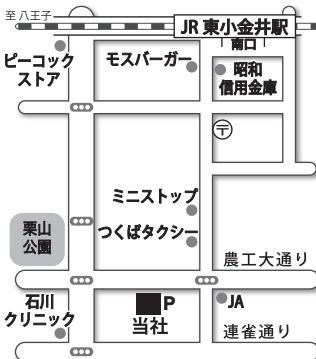 至 八王子
JR 東小金井駅
南口
ピーコック
ストア
モスバーガー
昭和
信用金庫
〒
ミニストップ
つくばタクシー
栗山
公園
農工大通り
石川
クリニック
P
当社
JA
連雀通り